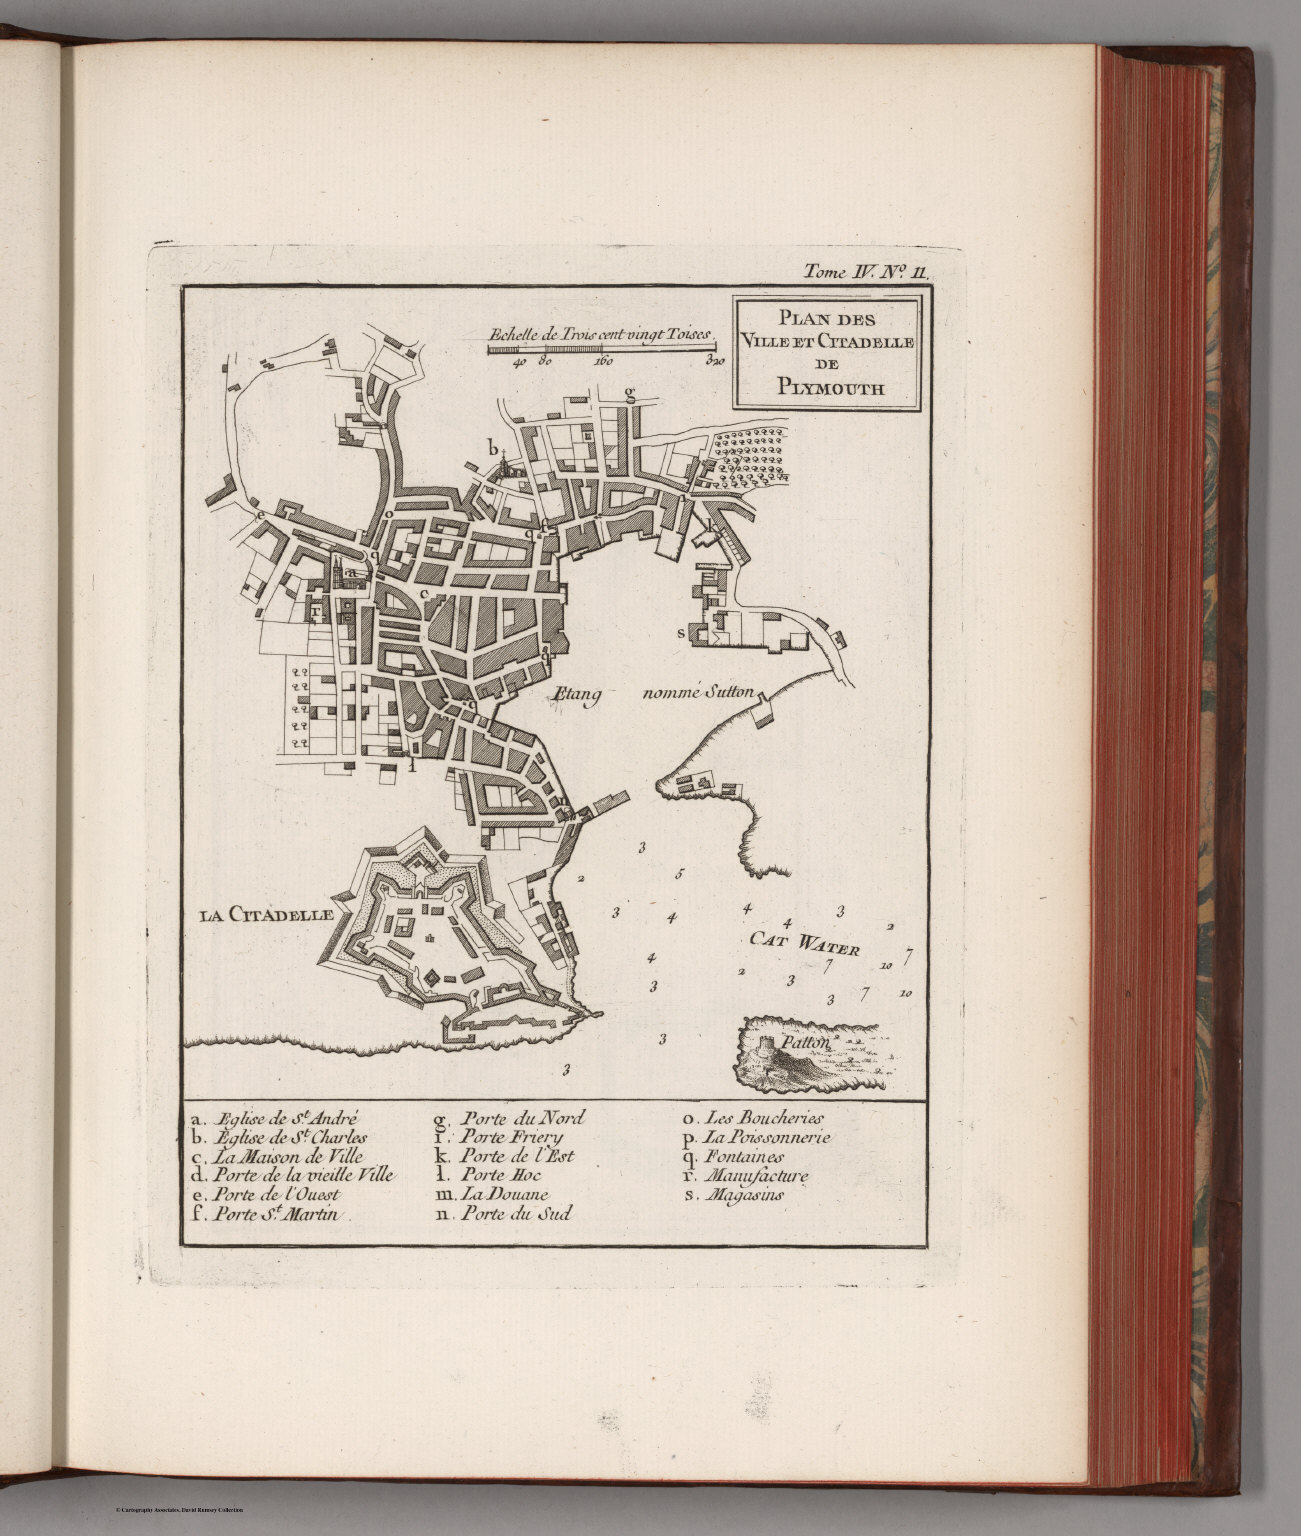 Tome IV. Nº. 11.
PLAN DES
VILLE ET CITADELLE
DE
PLYMOUTH
Echelle de Trois cent vingt Toises.
40 80 160 320
g
b
k
e
o
f
q
q
a
c
r
s
q
Etang nommé Sutton
l
n
3
5
2
3
4
4
4
3
2
LA CITADELLE
CAT WATER
4
7
7
10
2
3
3
3
7
10
3
Patton
3
a. Eglise de St. André
b. Eglise de St. Charles
c. La Maison de Ville
d. Porte de la vieille Ville
e. Porte de l'Ouest
f. Porte St. Martin.
g. Porte du Nord
i. Porte Friery
k. Porte de l'Est
l. Porte Hoc
m. La Douane
n. Porte du Sud
o. Les Boucheries
p. La Poissonnerie
q. Fontaines
r. Manufacture
s. Magasins
© Cartography Associates, David Rumsey Collection